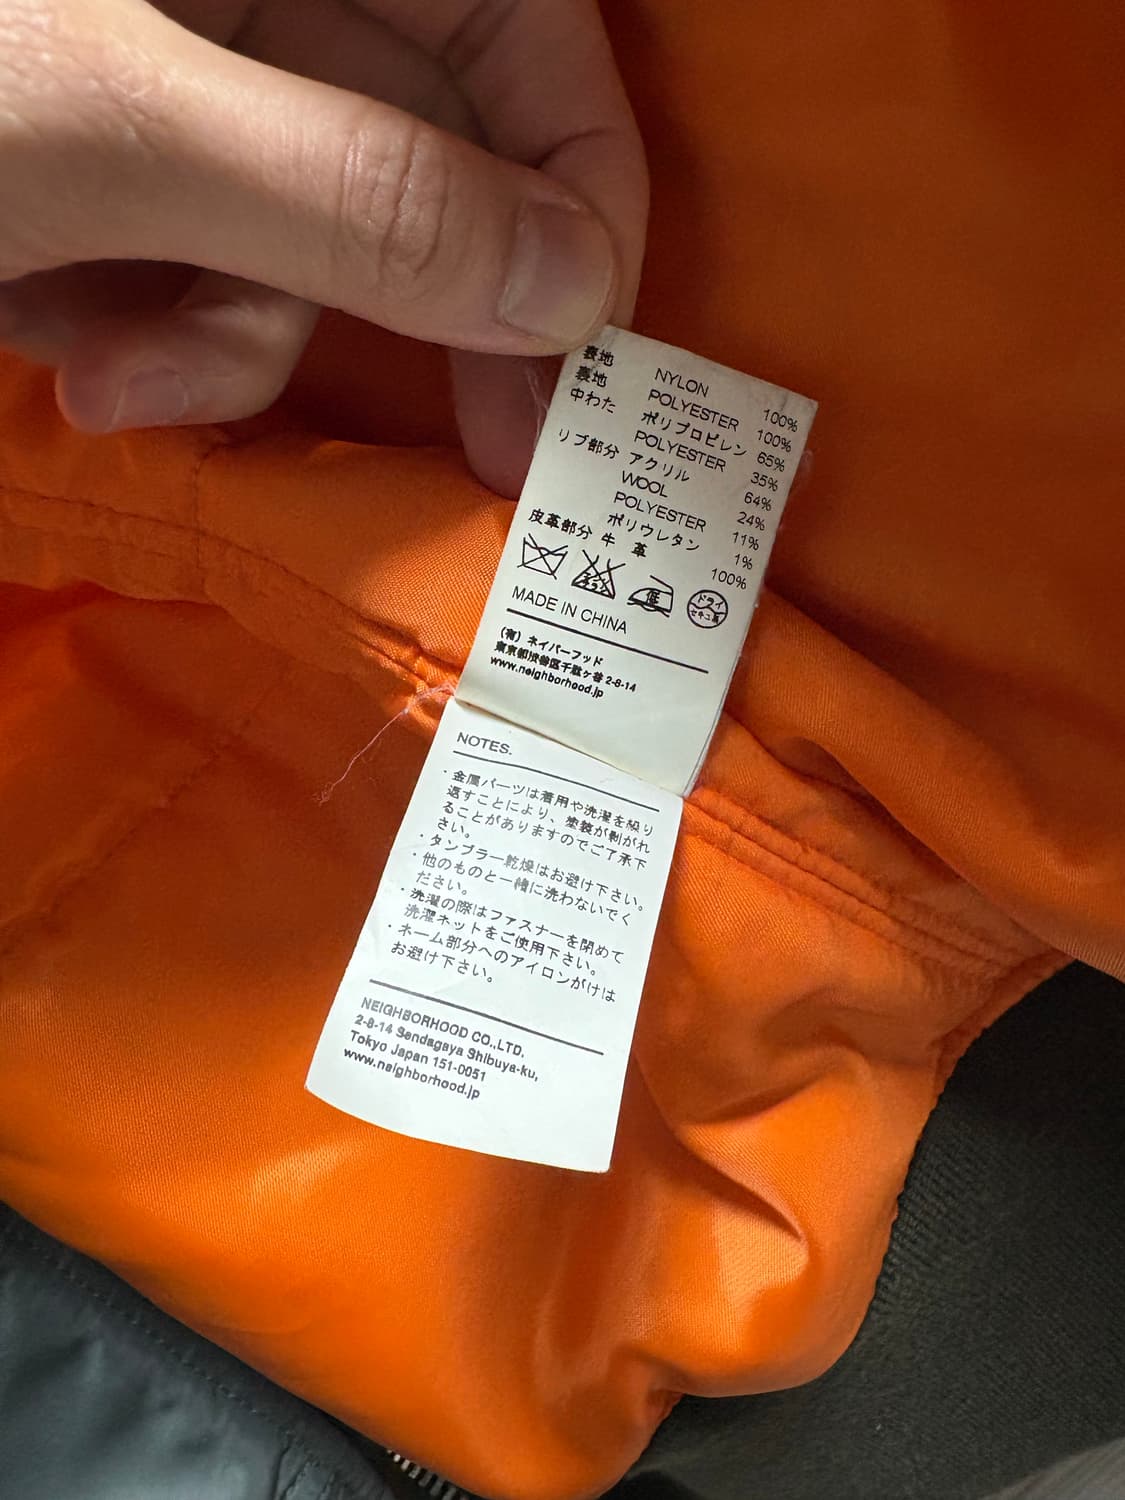 表地 NYLON 100%
裏地 POLYESTER 100%
中わた ポリプロピレン 65%
POLYESTER 35%
リブ部分 アクリル 64%
WOOL 24%
POLYESTER 11%
ポリウレタン 1%
皮革部分 牛 革 100%
低 ドライ
セキユ系
MADE IN CHINA
(有) ネイバーフッド
東京都渋谷区千駄ヶ谷 2-8-14
www.neighborhood.jp
NOTES.
・金属パーツは着用や洗濯を繰り
返すことにより、塗装が剥がれ
ることがありますのでご了承下
さい。
・タンブラー乾燥はお避け下さい。
・他のものと一緒に洗わないでく
ださい。
・洗濯の際はファスナーを閉めて
洗濯ネットをご使用下さい。
・ネーム部分へのアイロンがけは
お避け下さい。
NEIGHBORHOOD CO.,LTD.
2-8-14 Sendagaya Shibuya-ku,
Tokyo Japan 151-0051
www.neighborhood.jp